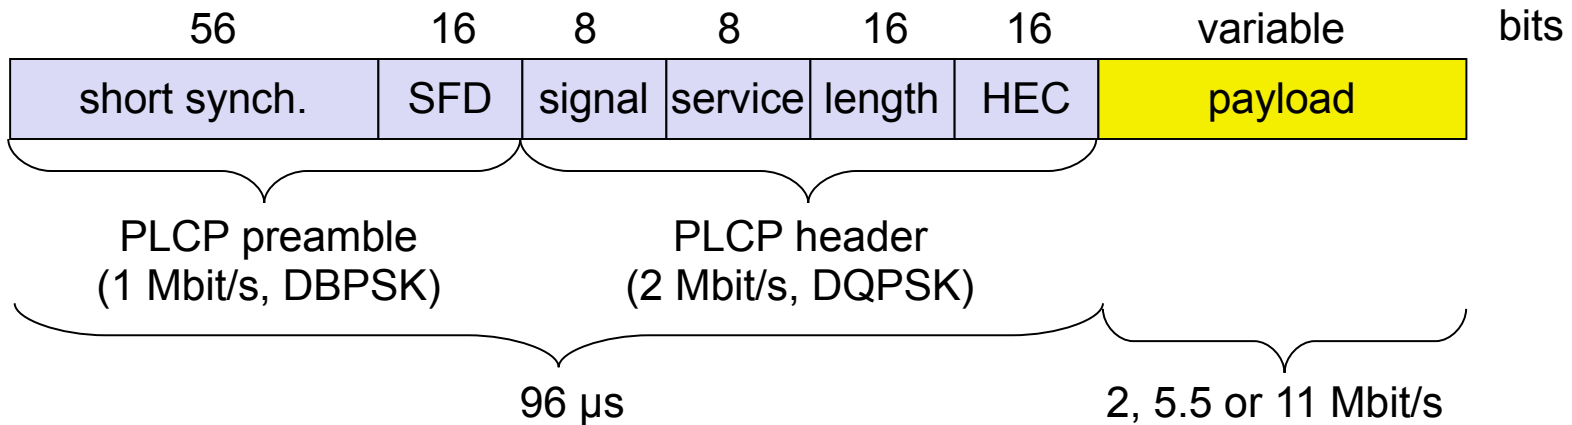 56 16 8 8 16 16 variable bits
short synch. SFD signal service length HEC payload
PLCP preamble
(1 Mbit/s, DBPSK)
PLCP header
(2 Mbit/s, DQPSK)
96 µs
2, 5.5 or 11 Mbit/s